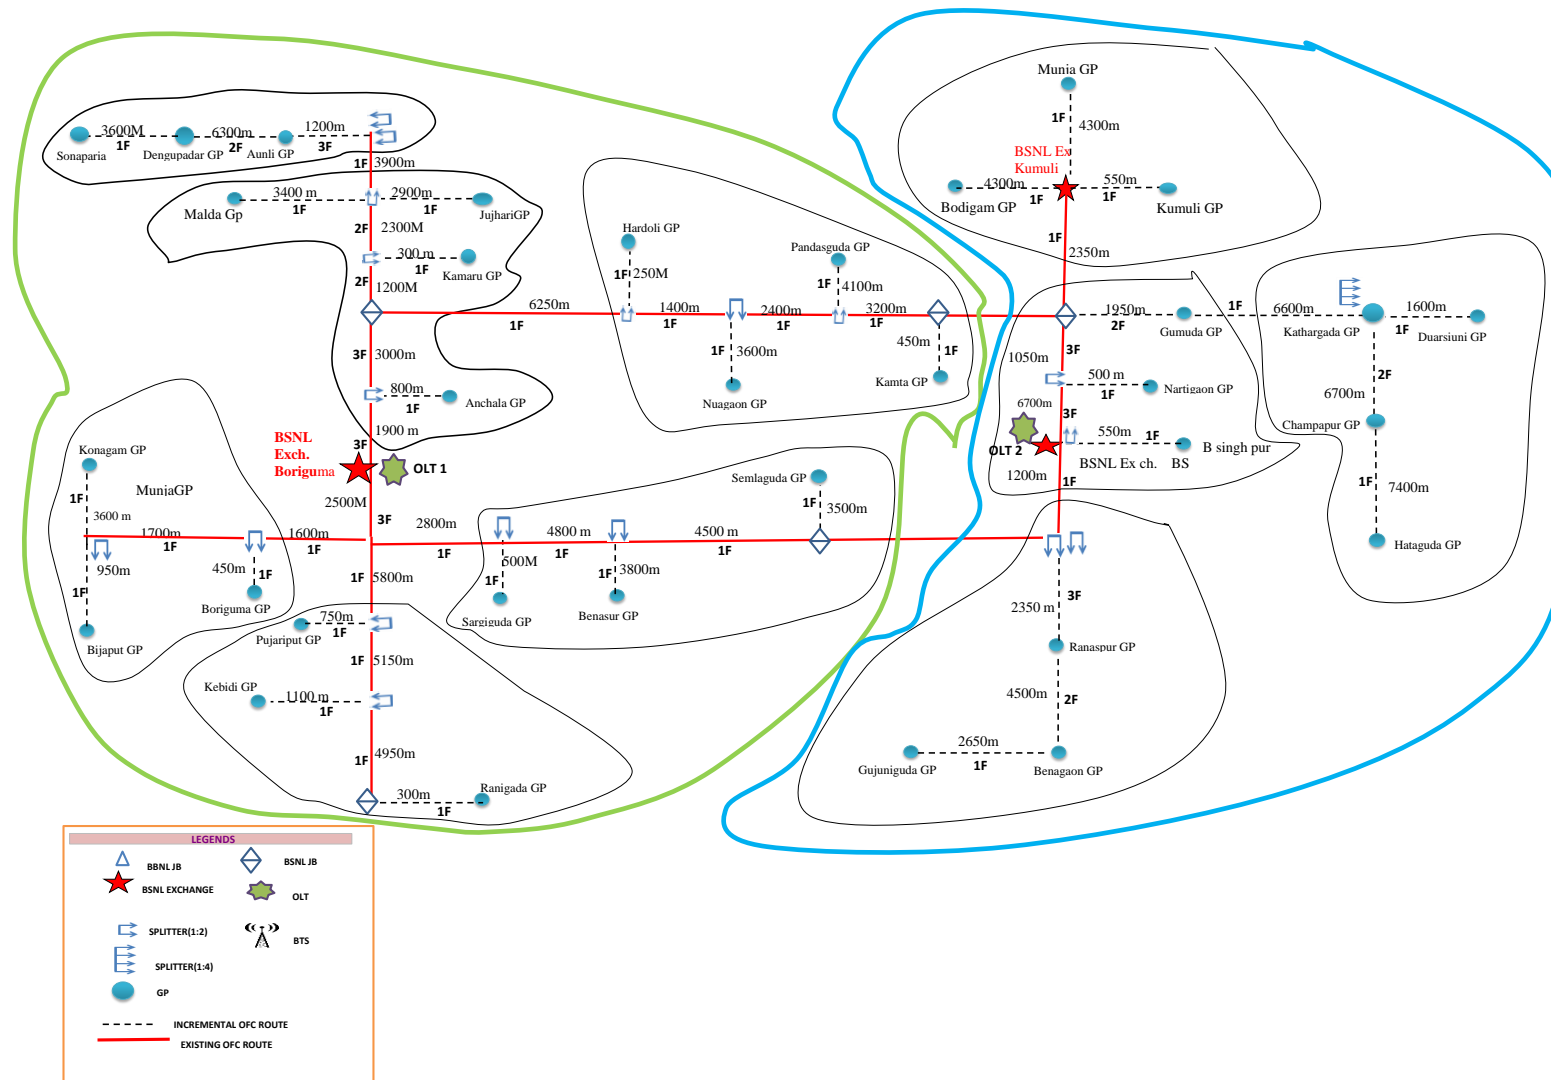 Munia GP
1F
4300m
BSNL Ex
Kumuli
4300m
1F
550m
1F
Bodigam GP
Kumuli GP
1F
2350m
3600M
1F
6300m
2F
1200m
3F
Sonaparia
Dengupadar GP
Aunli GP
1F
3900m
3400 m
1F
2900m
1F
Malda Gp
JujhariGP
2F
2300M
300 m
1F
Kamaru GP
2F
1200M
Hardoli GP
1F
250M
Pandasguda GP
1F
4100m
6250m
1F
1400m
1F
2400m
1F
3200m
1F
1F
3600m
Nuagaon GP
450m
1F
Kamta GP
1950m
2F
Gumuda GP
1F
6600m
Kathargada GP
1600m
1F
Duarsiuni GP
3F
1050m
500 m
1F
Nartigaon GP
2F
6700m
Champapur GP
6700m
3F
OLT 2
550m
1F
B singh pur
BSNL Ex ch.
BS
1200m
1F
1F
7400m
Hataguda GP
3F
3000m
800m
1F
Anchala GP
1900 m
3F
BSNL
Exch.
Boriguma
OLT 1
2500M
3F
Konagam GP
1F
MuniaGP
3600 m
1700m
1F
1600m
1F
950m
1F
450m
1F
Boriguma GP
Bijaput GP
2800m
1F
4800 m
1F
4500 m
1F
Semlaguda GP
1F
3500m
500M
1F
Sargiguda GP
1F
3800m
Benasur GP
1F
5800m
750m
1F
Pujariput GP
1F
5150m
Kebidi GP
1100 m
1F
1F
4950m
300m
1F
Ranigada GP
2350 m
3F
Ranaspur GP
4500m
2F
2650m
1F
Gujuniguda GP
Benagaon GP
LEGENDS
BBNL JB
BSNL JB
BSNL EXCHANGE
OLT
SPLITTER(1:2)
BTS
SPLITTER(1:4)
GP
INCREMENTAL OFC ROUTE
EXISTING OFC ROUTE